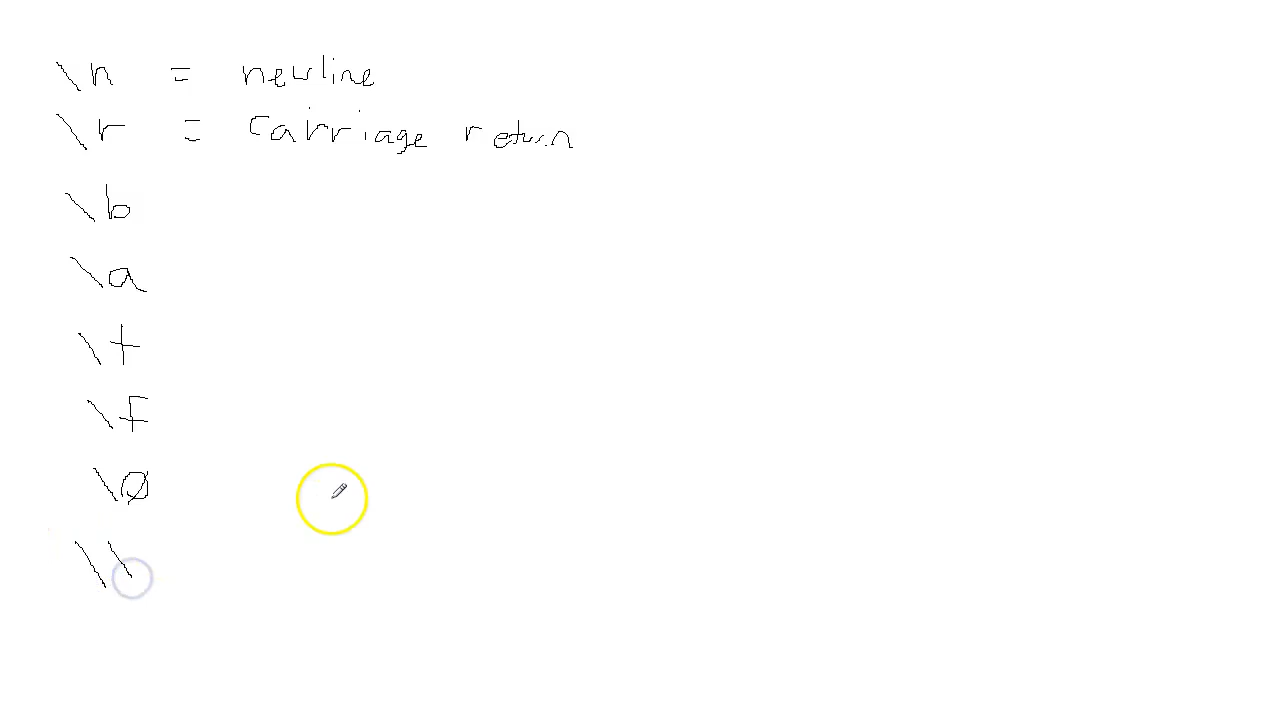 \n = newline
\r = carriage return
\b
\a
\t
\f
\0
\\